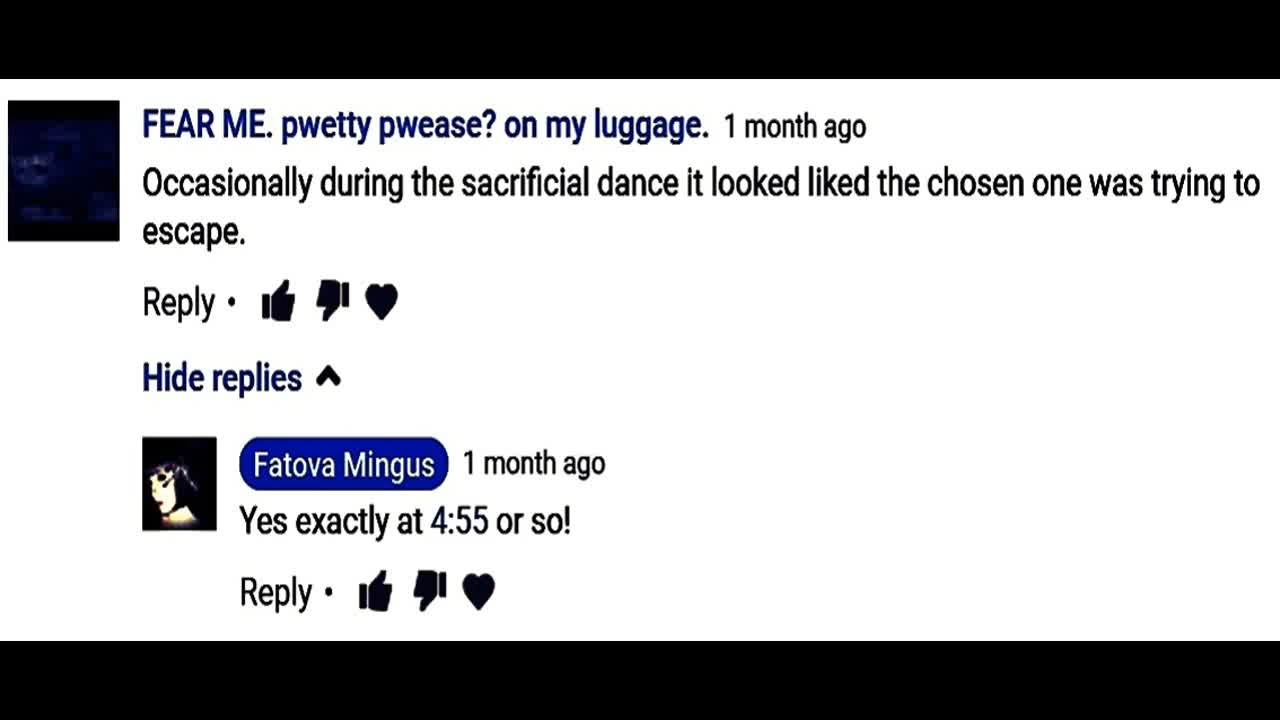 FEAR ME. pwetty pwease? on my luggage. 1 month ago
Occasionally during the sacrificial dance it looked liked the chosen one was trying to
escape.
Reply •
Hide replies
Fatova Mingus 1 month ago
Yes exactly at 4:55 or so!
Reply •